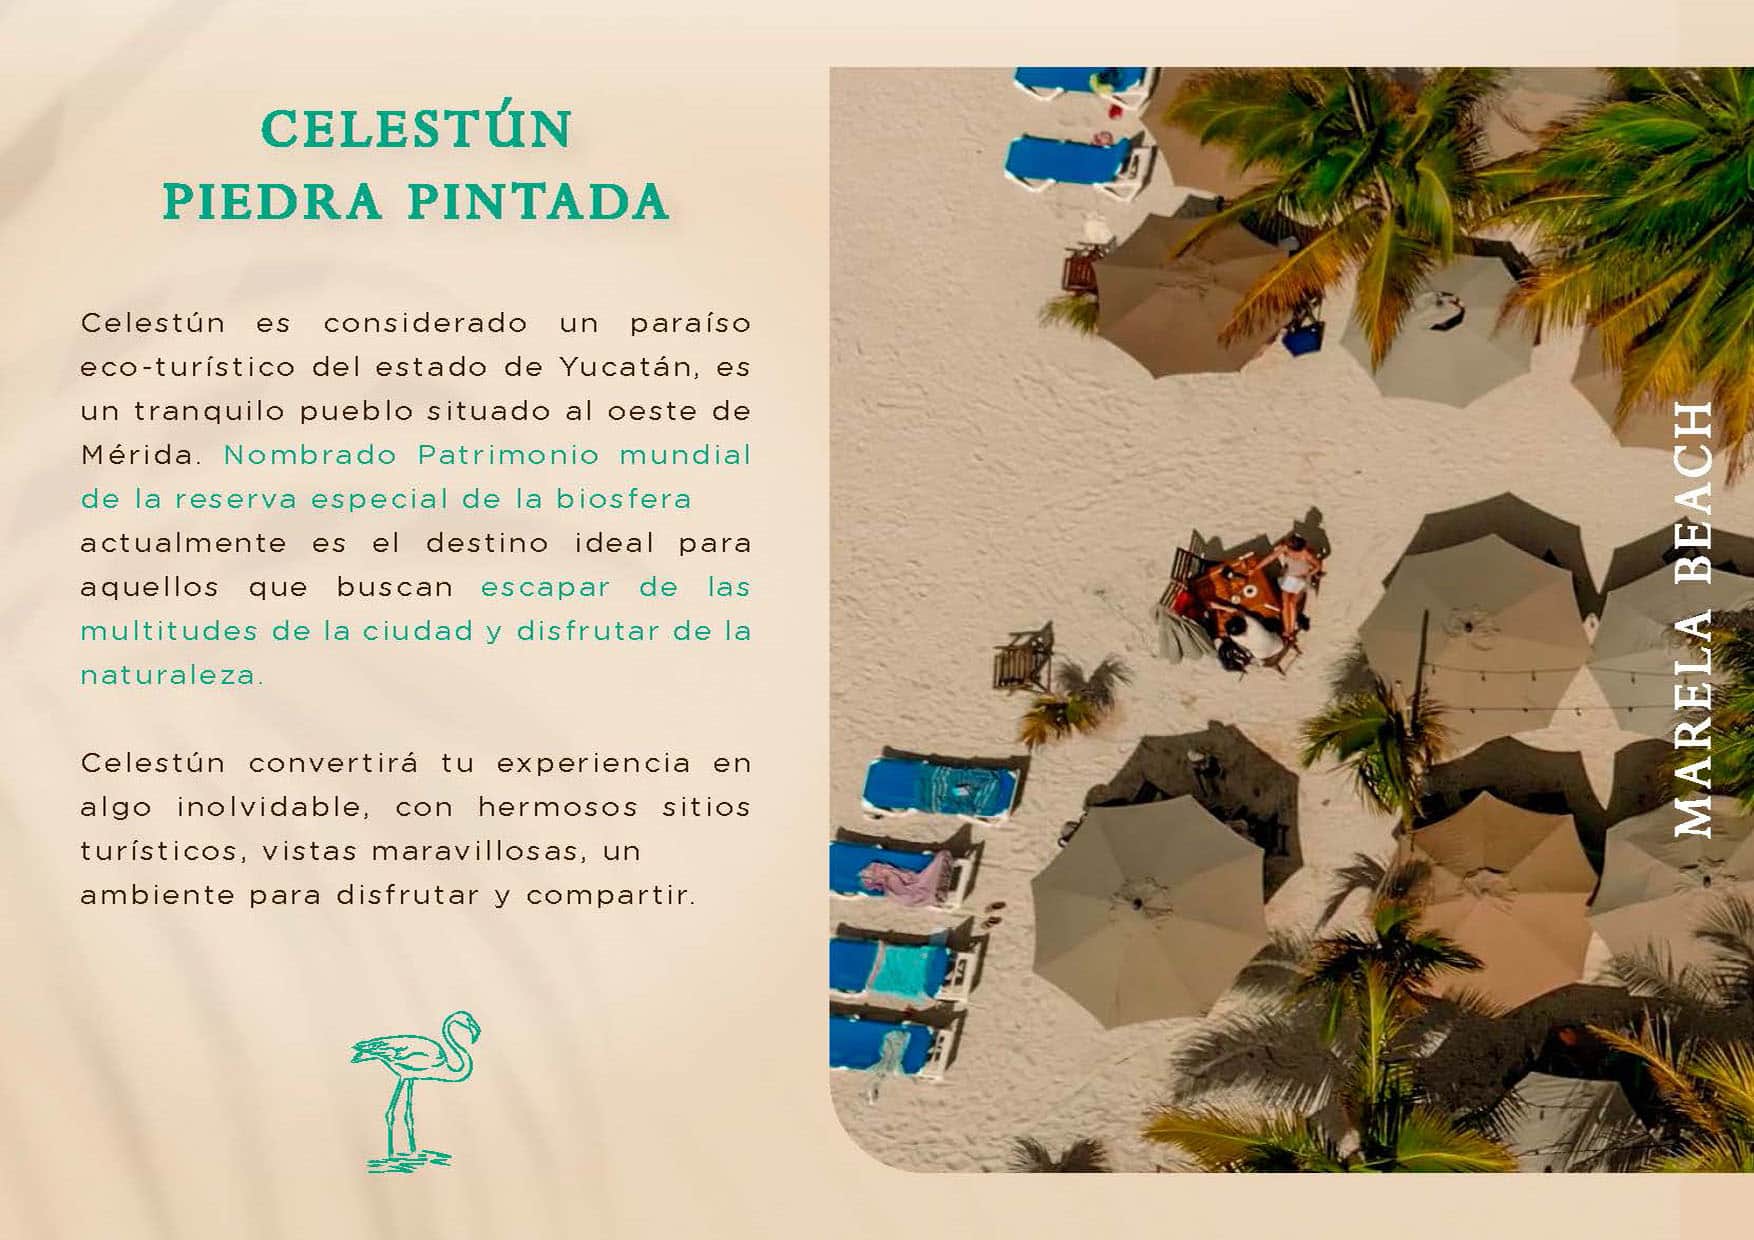 CELESTÚN
PIEDRA PINTADA
Celestún es considerado un paraíso
eco-turístico del estado de Yucatán, es
un tranquilo pueblo situado al oeste de
Mérida. Nombrado Patrimonio mundial
de la reserva especial de la biosfera
actualmente es el destino ideal para
aquellos que buscan escapar de las
multitudes de la ciudad y disfrutar de la
naturaleza.
Celestún convertirá tu experiencia en
algo inolvidable, con hermosos sitios
turísticos, vistas maravillosas, un
ambiente para disfrutar y compartir.
MARELA BEACH